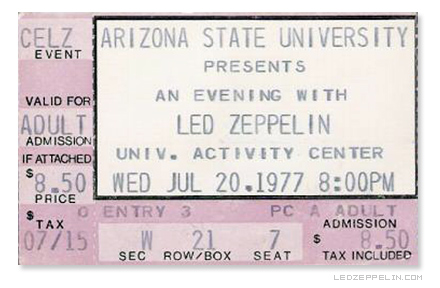 CELZ
EVENT
VALID FOR
ADULT
ADMISSION
IF ATTACHED
$8.50
PRICE
$ TAX
07/15
ARIZONA STATE UNIVERSITY
PRESENTS
AN EVENING WITH
LED ZEPPELIN
UNIV. ACTIVITY CENTER
WED JUL 20.1977 8:00PM
0 ENTRY 3 PC A ADULT
ADMISSION
W 21 7 $ 8.50
SEC ROW/BOX SEAT TAX INCLUDED
LEDZEPPELIN.COM